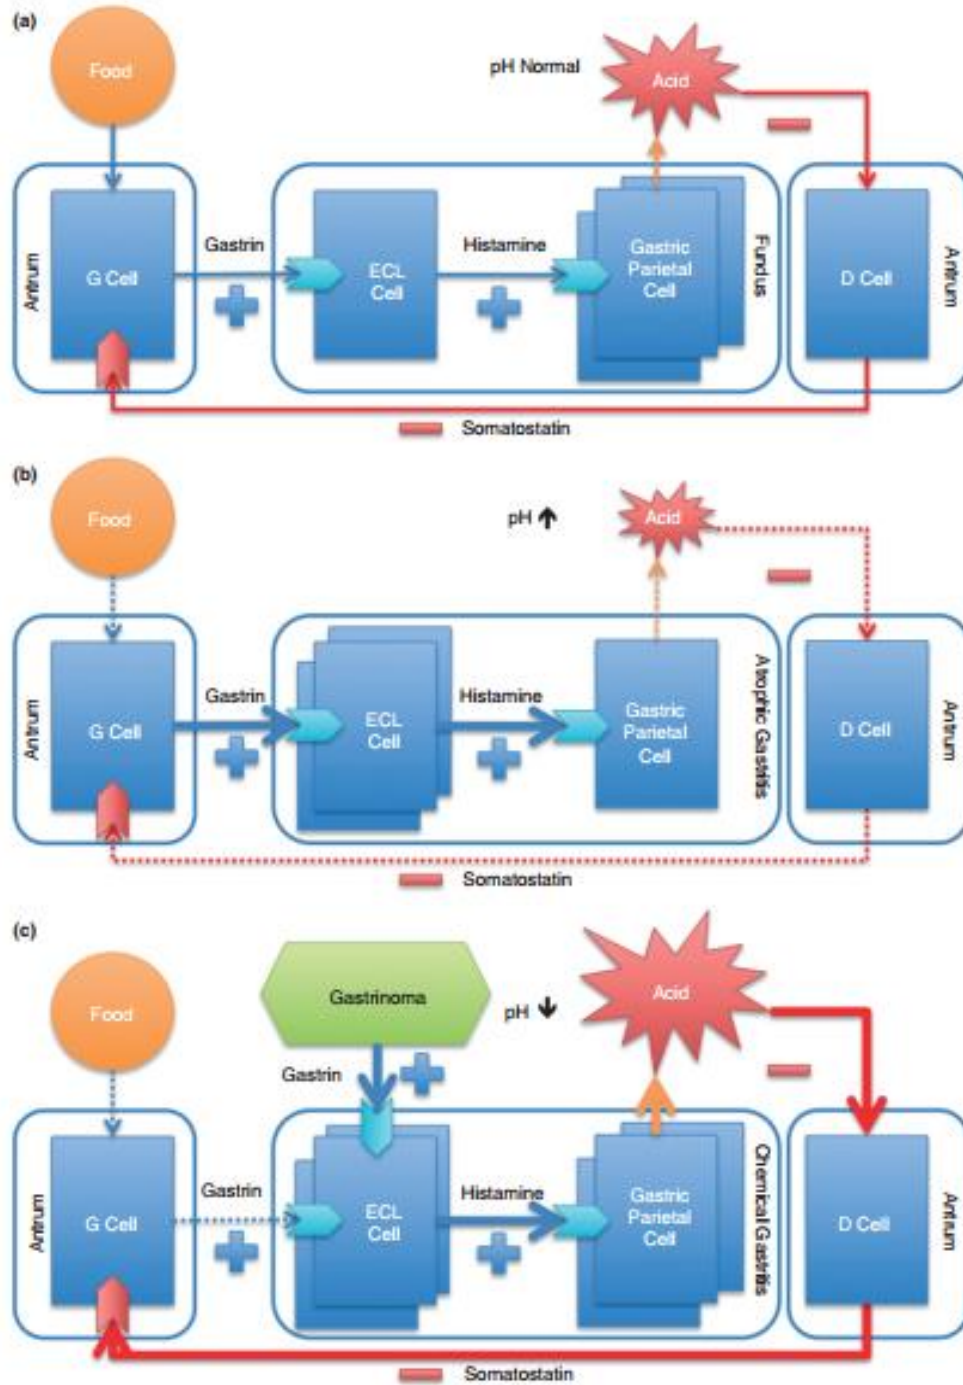 (a)
Food
pH Normal
Acid
Antrum
G Cell
Gastrin
ECL
Cell
Histamine
Gastric
Parietal
Cell
Fundus
D Cell
Antrum
Somatostatin
(b)
Food
pH ↑
Acid
Antrum
G Cell
Gastrin
ECL
Cell
Histamine
Gastric
Parietal
Cell
Atrophic Gastritis
D Cell
Antrum
Somatostatin
(c)
Food
Gastrinoma
pH ↓
Acid
Gastrin
Antrum
G Cell
Gastrin
ECL
Cell
Histamine
Gastric
Parietal
Cell
Chemical Gastritis
D Cell
Antrum
Somatostatin